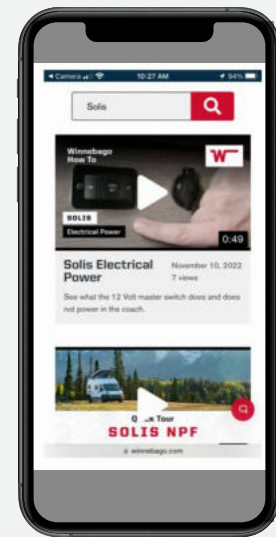 Camera
10:27 AM
94%
Solis
Winnebago
How To
W
SOLIS
Electrical Power
0:49
Solis Electrical
Power
November 10, 2022
7 views
See what the 12 Volt master switch does and does
not power in the coach.
Tour
SOLIS NPF
winnebago.com